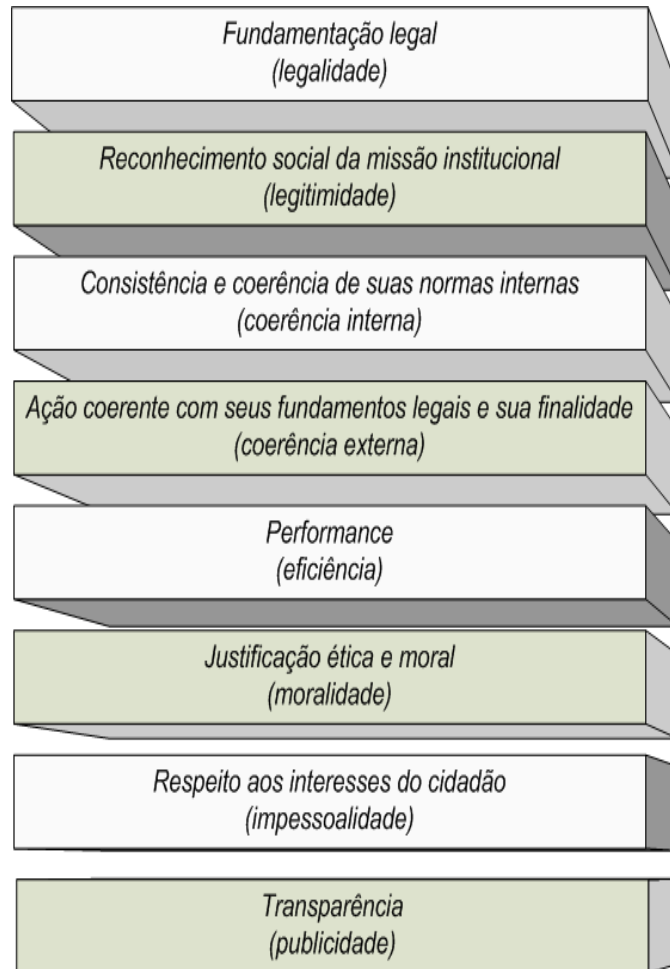 Fundamentação legal
(legalidade)
Reconhecimento social da missão institucional
(legitimidade)
Consistência e coerência de suas normas internas
(coerência interna)
Ação coerente com seus fundamentos legais e sua finalidade
(coerência externa)
Performance
(eficiência)
Justificação ética e moral
(moralidade)
Respeito aos interesses do cidadão
(impessoalidade)
Transparência
(publicidade)